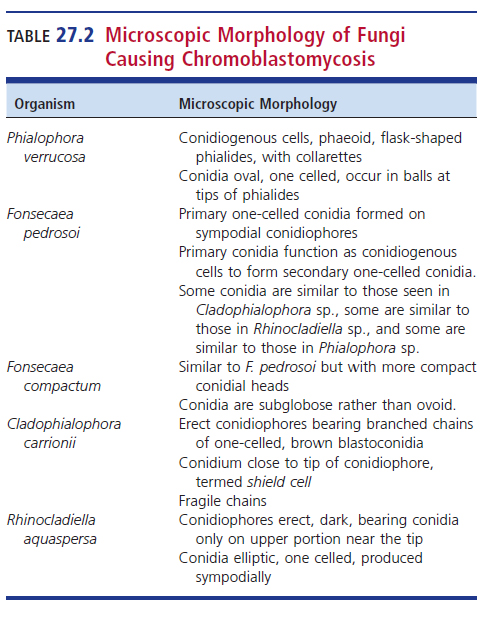 TABLE 27.2 Microscopic Morphology of Fungi
Causing Chromoblastomycosis
Organism Microscopic Morphology
Phialophora verrucosa
Conidiogenous cells, phaeoid, flask-shaped
phialides, with collarettes
Conidia oval, one celled, occur in balls at
tips of phialides
Fonsecaea pedrosoi
Primary one-celled conidia formed on
sympodial conidiophores
Primary conidia function as conidiogenous
cells to form secondary one-celled conidia.
Some conidia are similar to those seen in
Cladophialophora sp., some are similar to
those in Rhinocladiella sp., and some are
similar to those in Phialophora sp.
Fonsecaea compactum
Similar to F. pedrosoi but with more compact
conidial heads
Conidia are subglobose rather than ovoid.
Cladophialophora carrionii
Erect conidiophores bearing branched chains
of one-celled, brown blastoconidia
Conidium close to tip of conidiophore,
termed shield cell
Fragile chains
Rhinocladiella aquaspersa
Conidiophores erect, dark, bearing conidia
only on upper portion near the tip
Conidia elliptic, one celled, produced
sympodially